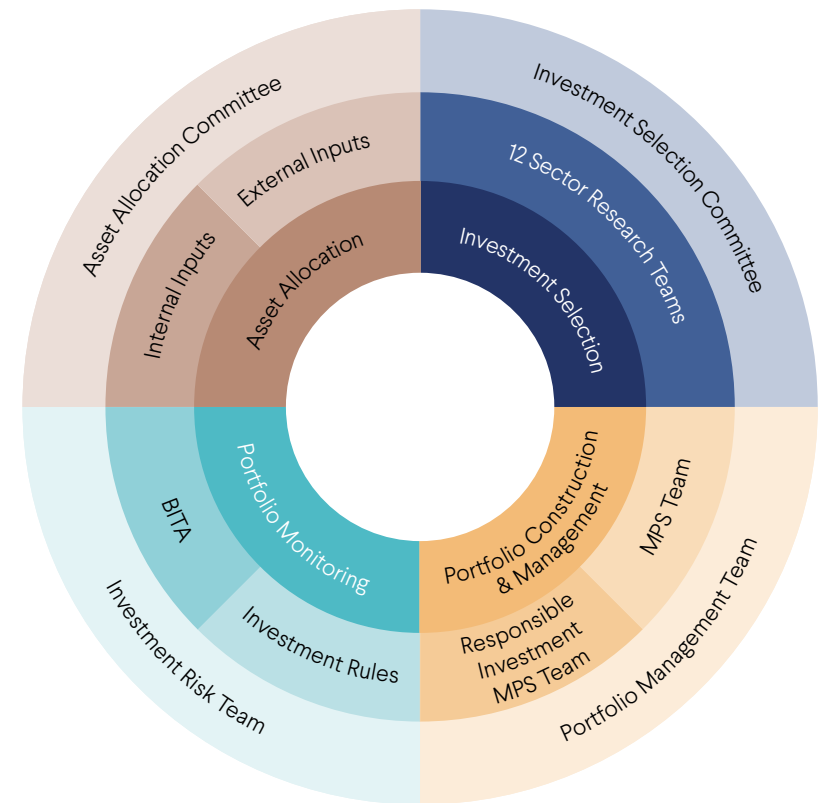 Asset Allocation Committee
External Inputs
Internal Inputs
Asset Allocation
Investment Selection Committee
12 Sector Research Teams
Investment Selection
Portfolio Construction
& Management
MPS Team
Responsible
Investment
MPS Team
Portfolio Management Team
Portfolio Monitoring
BITA
Investment Rules
Investment Risk Team